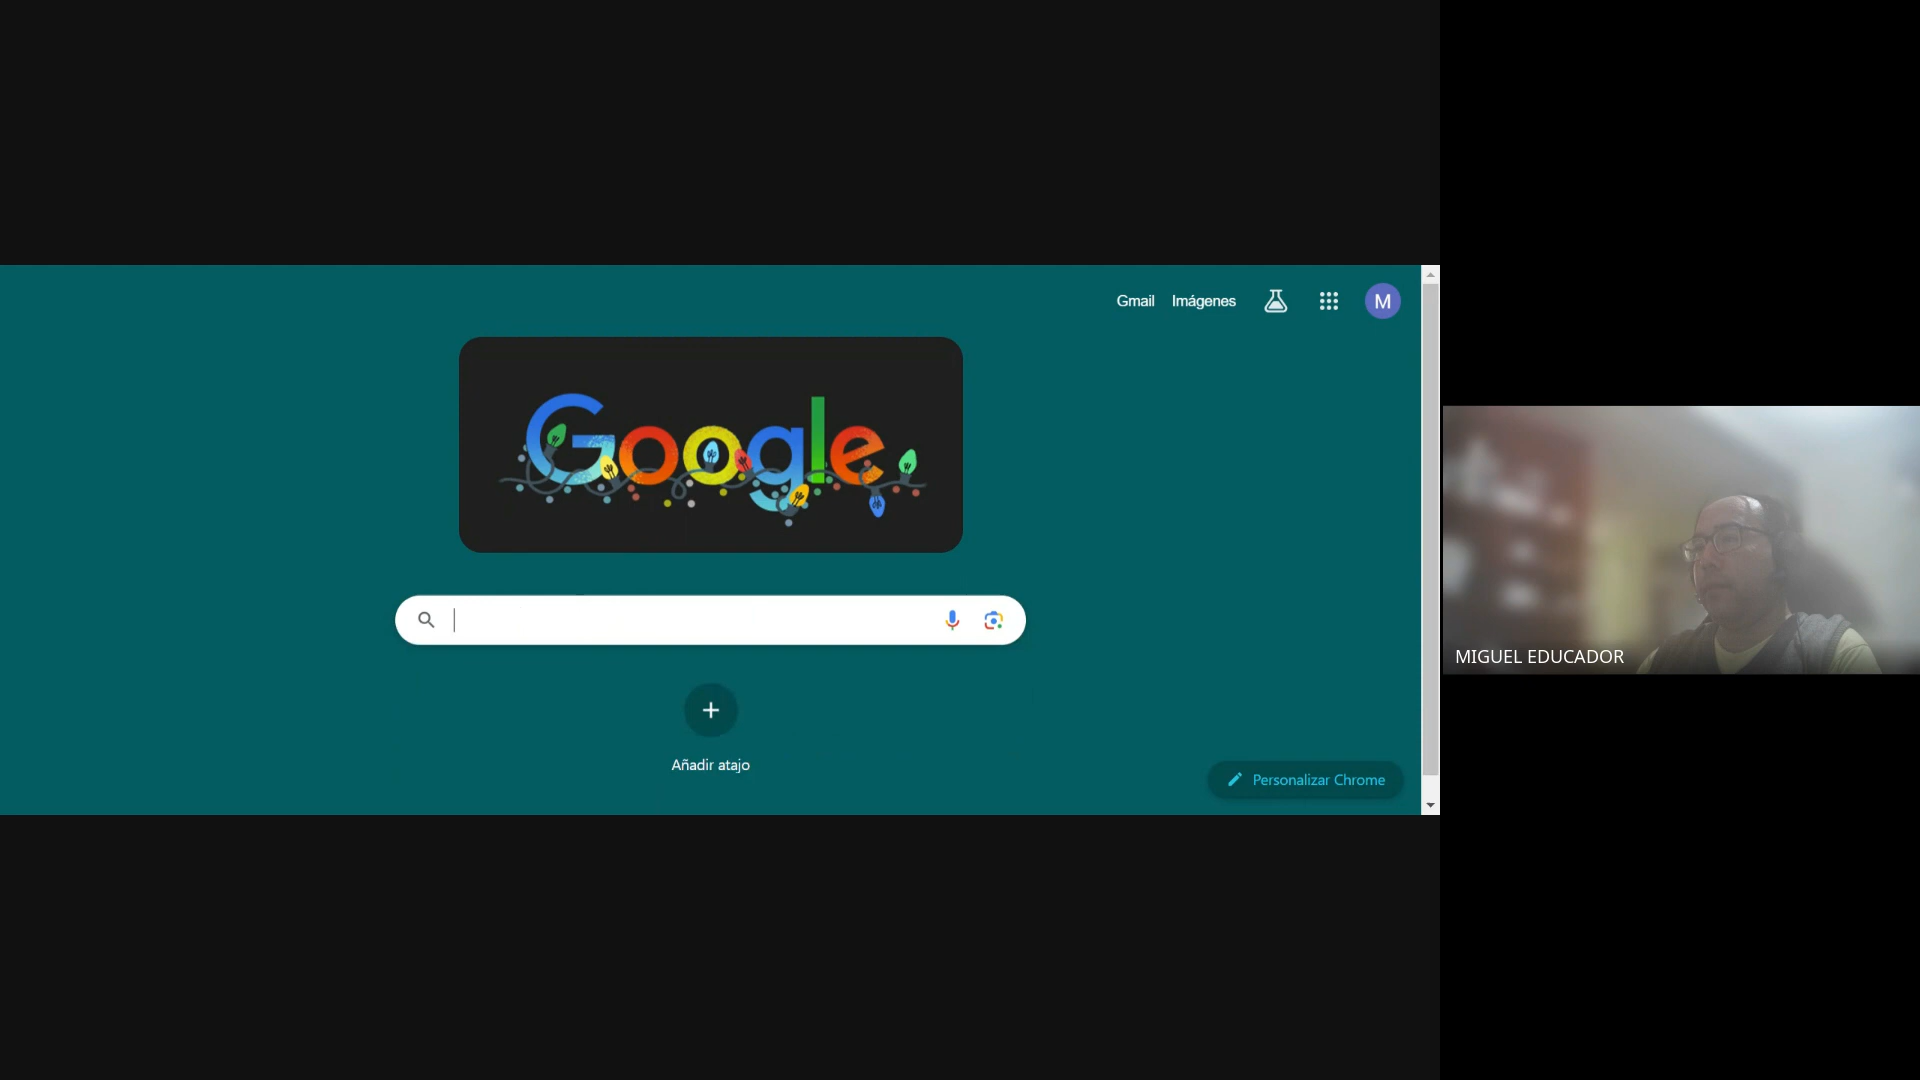 Gmail Imágenes M
Google
Añadir atajo
Personalizar Chrome
MIGUEL EDUCADOR